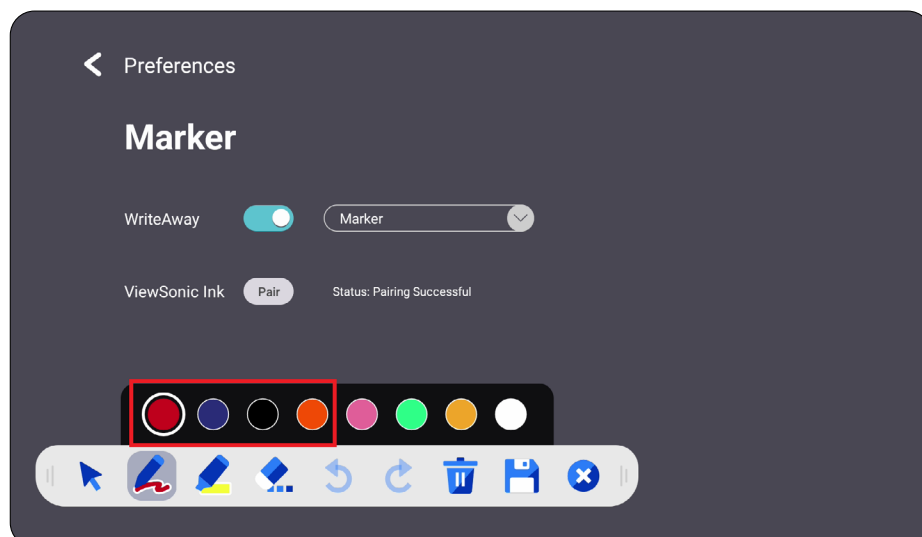 Preferences
Marker
WriteAway Marker
ViewSonic Ink Pair Status: Pairing Successful